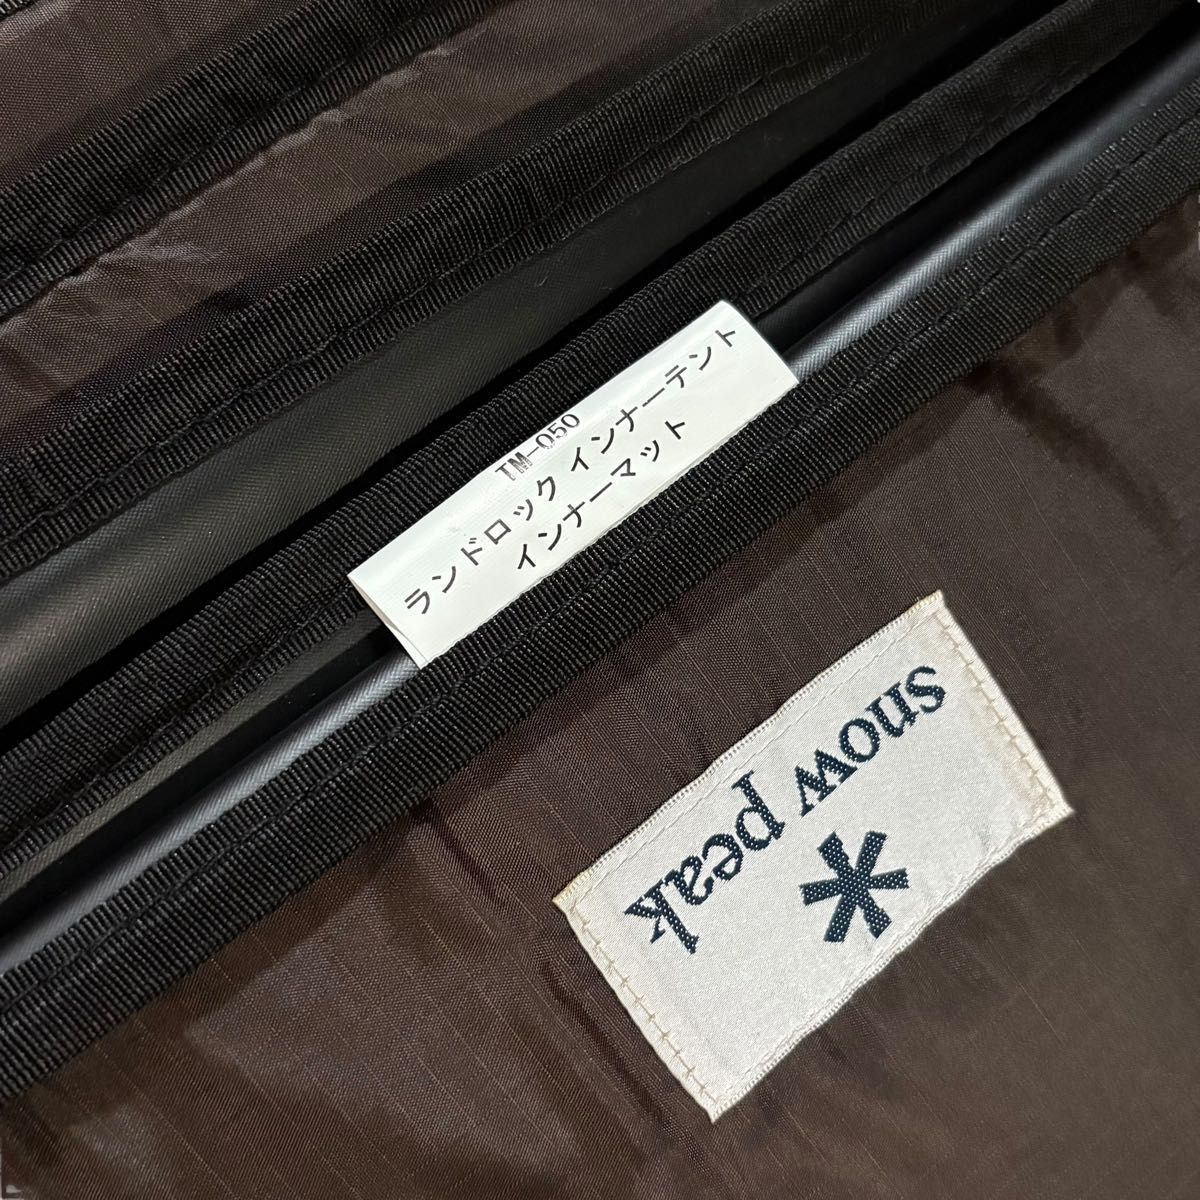 TM-050
ランドロック インナーテント
インナーマット
snow peak